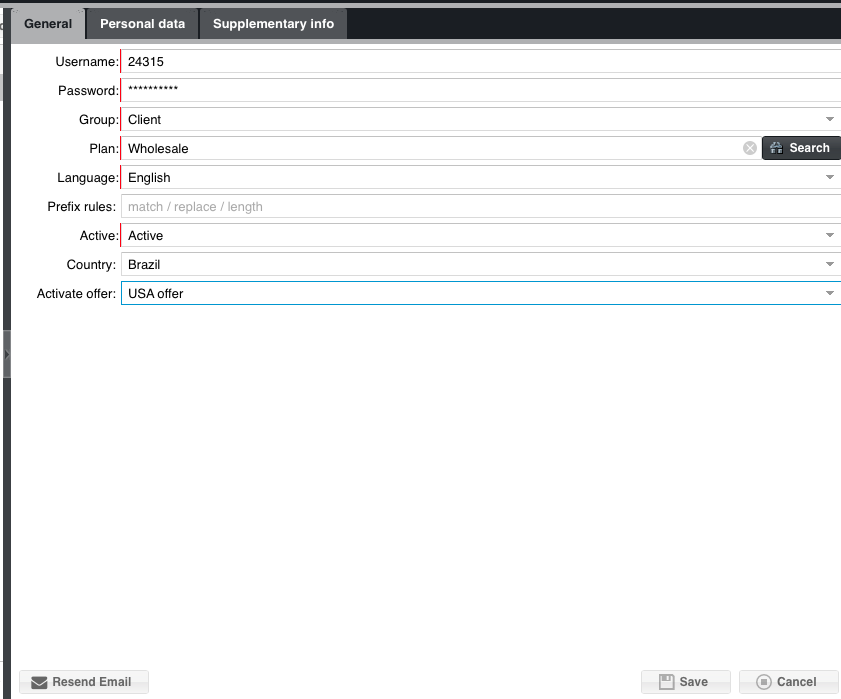 General Personal data Supplementary info
Username: 24315
Password: **********
Group: Client
Plan: Wholesale Search
Language: English
Prefix rules: match / replace / length
Active: Active
Country: Brazil
Activate offer: USA offer
Resend Email Save Cancel